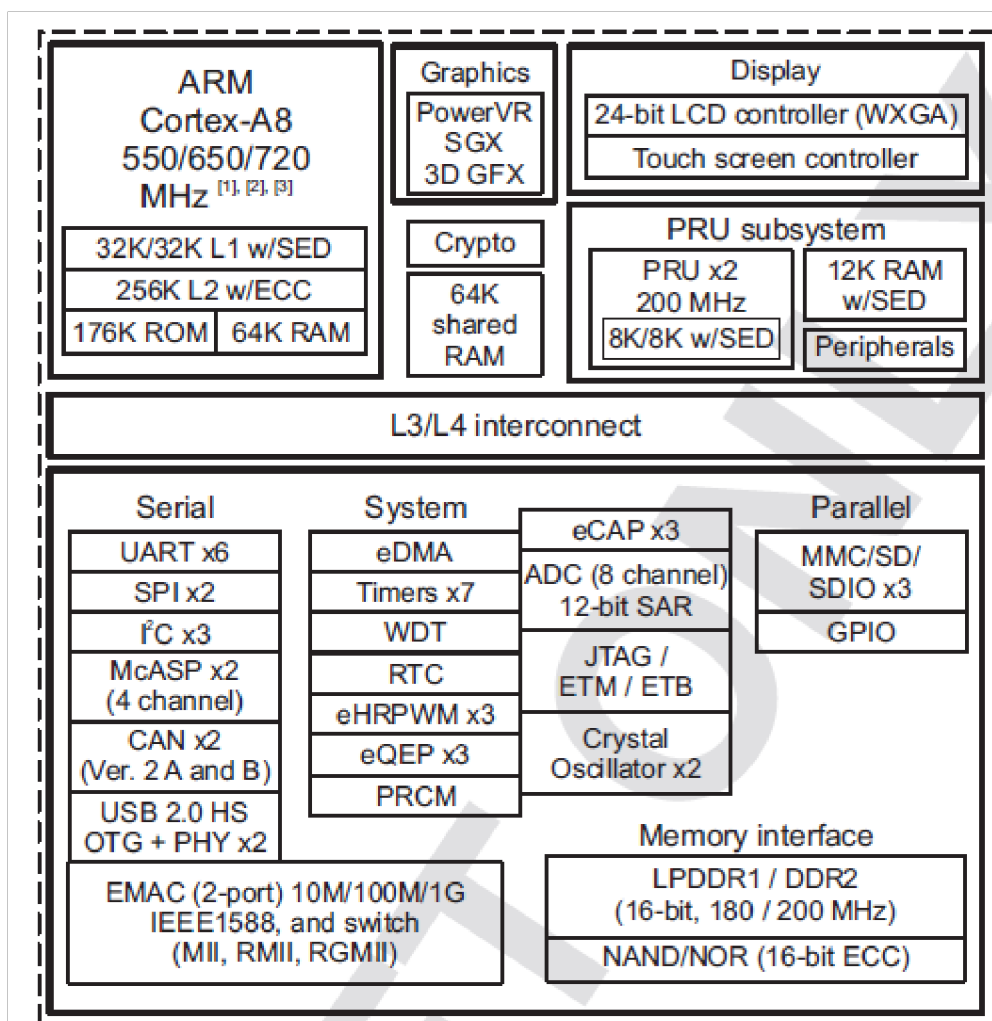 ARM
Cortex-A8
550/650/720
MHz [1], [2], [3]
32K/32K L1 w/SED
256K L2 w/ECC
176K ROM
64K RAM
Graphics
PowerVR
SGX
3D GFX
Crypto
64K
shared
RAM
Display
24-bit LCD controller (WXGA)
Touch screen controller
PRU subsystem
PRU x2
200 MHz
8K/8K w/SED
12K RAM
w/SED
Peripherals
L3/L4 interconnect
Serial
UART x6
SPI x2
I²C x3
McASP x2
(4 channel)
CAN x2
(Ver. 2 A and B)
USB 2.0 HS
OTG + PHY x2
EMAC (2-port) 10M/100M/1G
IEEE1588, and switch
(MII, RMII, RGMII)
System
eDMA
Timers x7
WDT
RTC
eHRPWM x3
eQEP x3
PRCM
eCAP x3
ADC (8 channel)
12-bit SAR
JTAG /
ETM / ETB
Crystal
Oscillator x2
Parallel
MMC/SD/
SDIO x3
GPIO
Memory interface
LPDDR1 / DDR2
(16-bit, 180 / 200 MHz)
NAND/NOR (16-bit ECC)
T ONLY